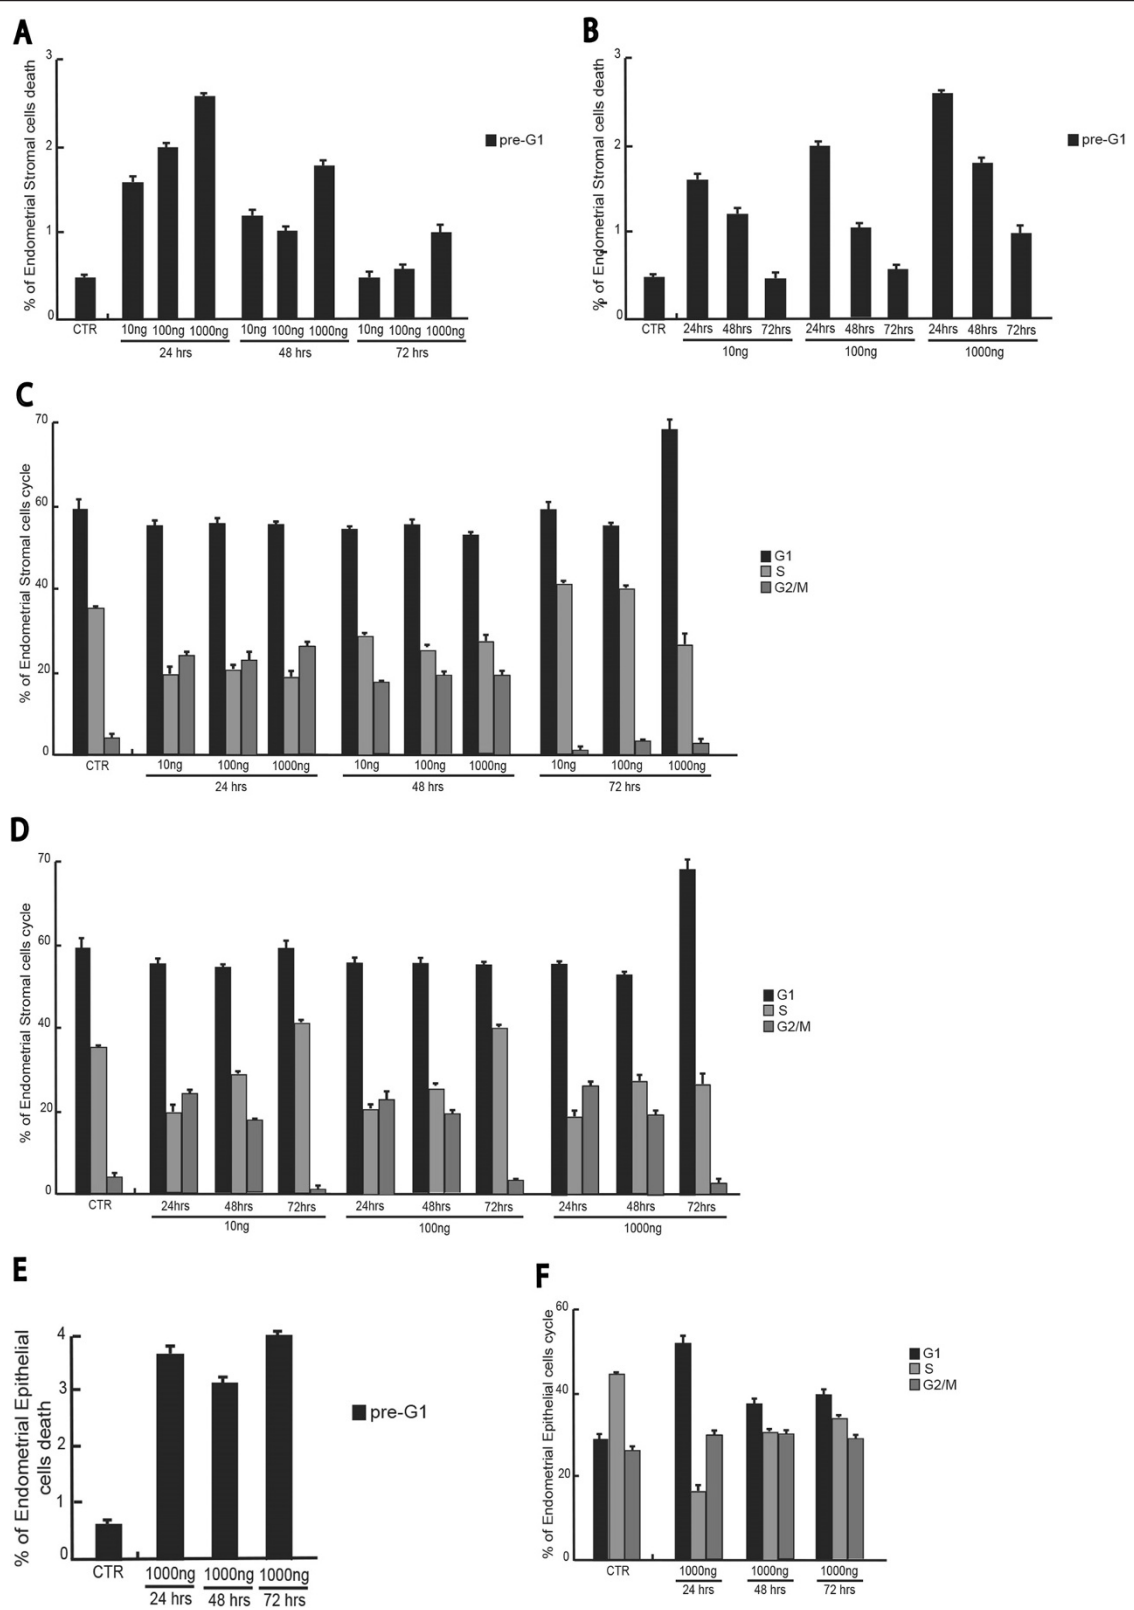 A
% of Endometrial Stromal cells death
3
2
1
0
CTR
10ng 100ng 1000ng
24 hrs
10ng 100ng 1000ng
48 hrs
10ng 100ng 1000ng
72 hrs
pre-G1
B
% of Endometrial Stromal cells death
3
2
1
0
CTR
24hrs 48hrs 72hrs
10ng
24hrs 48hrs 72hrs
100ng
24hrs 48hrs 72hrs
1000ng
pre-G1
C
% of Endometrial Stromal cells cycle
70
60
40
20
0
CTR
10ng 100ng 1000ng
24 hrs
10ng 100ng 1000ng
48 hrs
10ng 100ng 1000ng
72 hrs
G1
S
G2/M
D
% of Endometrial Stromal cells cycle
70
60
40
20
0
CTR
24hrs 48hrs 72hrs
10ng
24hrs 48hrs 72hrs
100ng
24hrs 48hrs 72hrs
1000ng
G1
S
G2/M
E
% of Endometrial Epithelial
cells death
4
3
2
1
0
CTR
1000ng
24 hrs
1000ng
48 hrs
1000ng
72 hrs
pre-G1
F
% of Endometrial Epithelial cells cycle
60
40
20
0
CTR
1000ng
24 hrs
1000ng
48 hrs
1000ng
72 hrs
G1
S
G2/M